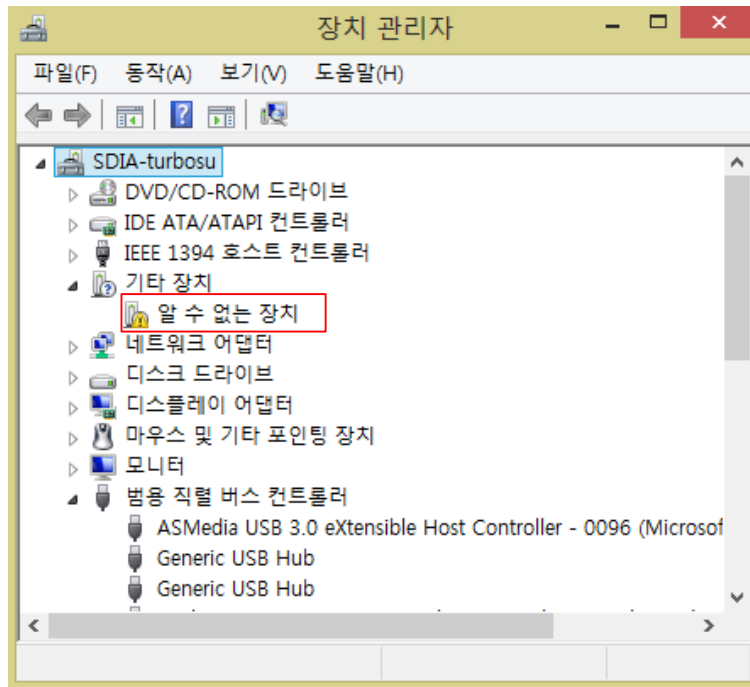 장치 관리자
파일(F) 동작(A) 보기(V) 도움말(H)
SDIA-turbosu
DVD/CD-ROM 드라이브
IDE ATA/ATAPI 컨트롤러
IEEE 1394 호스트 컨트롤러
기타 장치
알 수 없는 장치
네트워크 어댑터
디스크 드라이브
디스플레이 어댑터
마우스 및 기타 포인팅 장치
모니터
범용 직렬 버스 컨트롤러
ASMedia USB 3.0 eXtensible Host Controller - 0096 (Microsof
Generic USB Hub
Generic USB Hub